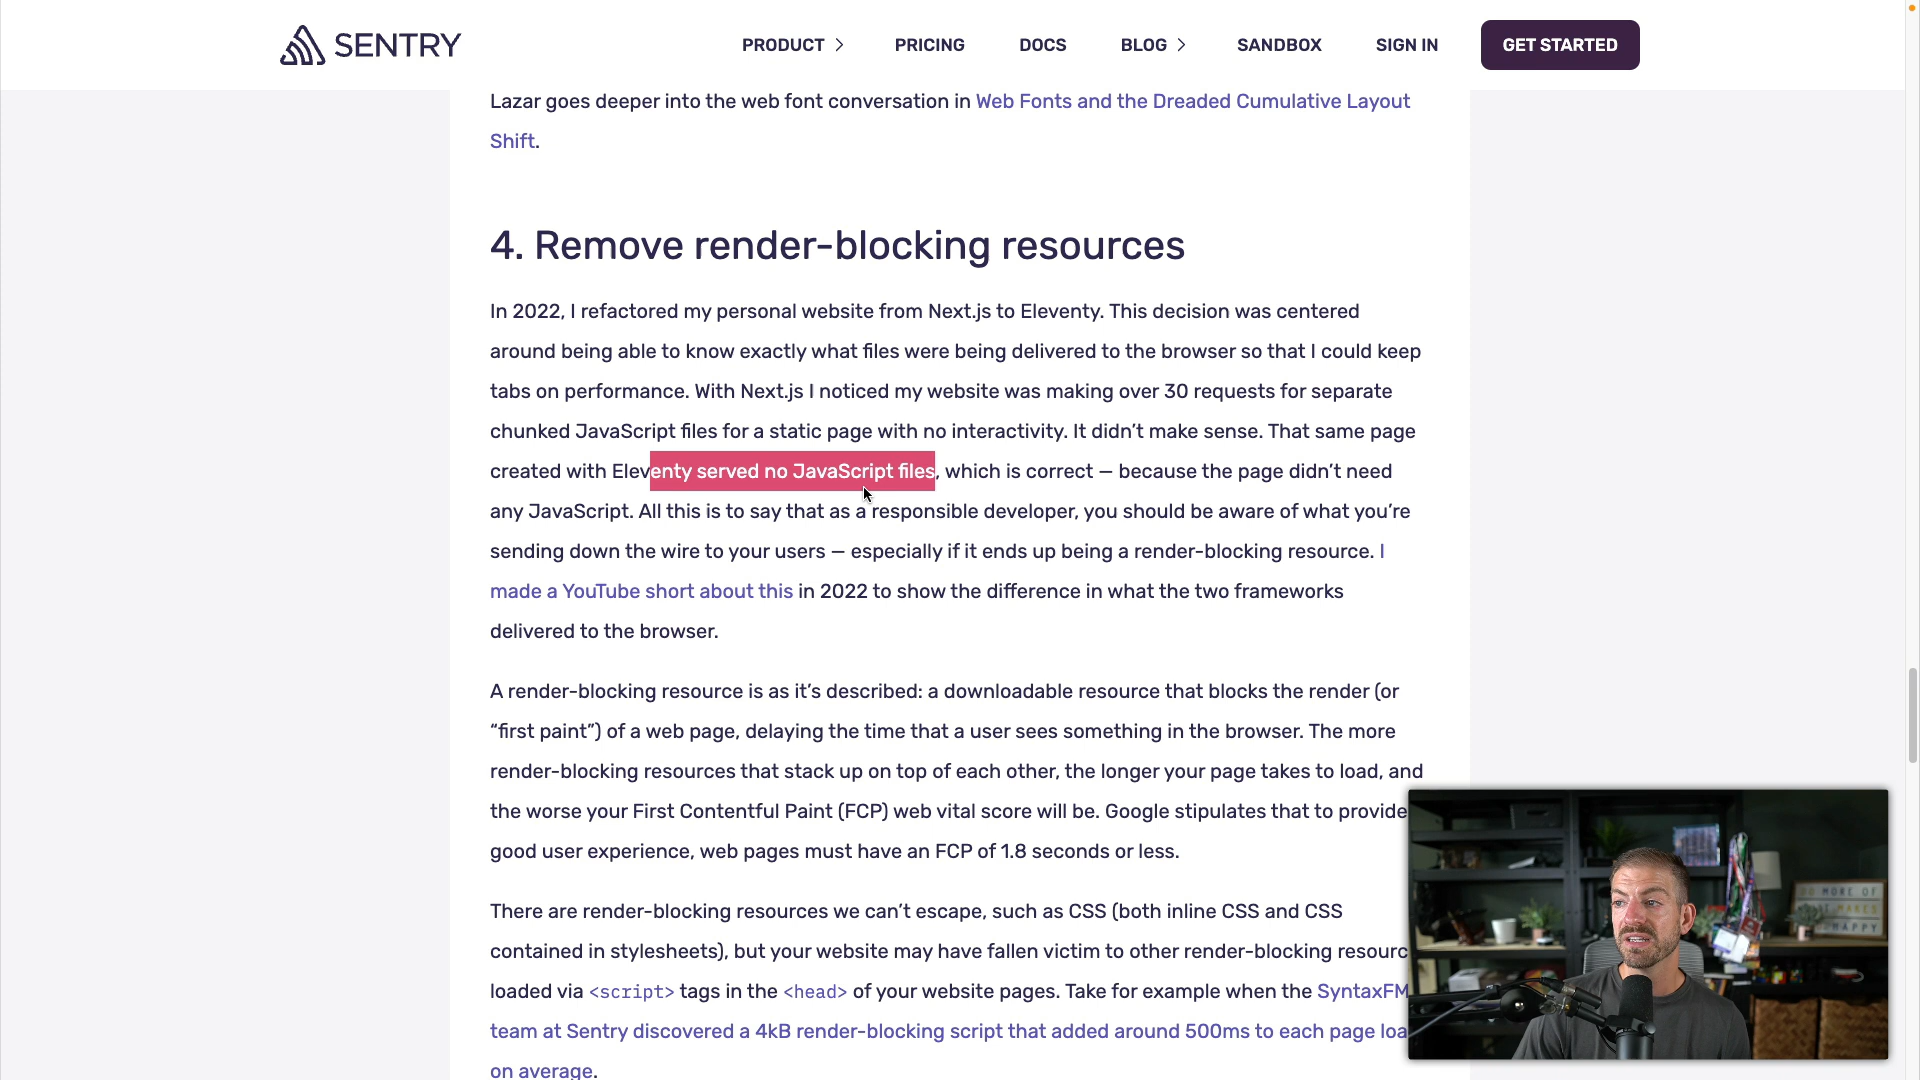 SENTRY
PRODUCT
PRICING
DOCS
BLOG
SANDBOX
SIGN IN
GET STARTED
Lazar goes deeper into the web font conversation in Web Fonts and the Dreaded Cumulative Layout
Shift.
4. Remove render-blocking resources
In 2022, I refactored my personal website from Next.js to Eleventy. This decision was centered
around being able to know exactly what files were being delivered to the browser so that I could keep
tabs on performance. With Next.js I noticed my website was making over 30 requests for separate
chunked JavaScript files for a static page with no interactivity. It didn’t make sense. That same page
created with Eleventy served no JavaScript files, which is correct — because the page didn’t need
any JavaScript. All this is to say that as a responsible developer, you should be aware of what you’re
sending down the wire to your users — especially if it ends up being a render-blocking resource. I
made a YouTube short about this in 2022 to show the difference in what the two frameworks
delivered to the browser.
A render-blocking resource is as it’s described: a downloadable resource that blocks the render (or
“first paint”) of a web page, delaying the time that a user sees something in the browser. The more
render-blocking resources that stack up on top of each other, the longer your page takes to load, and
the worse your First Contentful Paint (FCP) web vital score will be. Google stipulates that to provide
good user experience, web pages must have an FCP of 1.8 seconds or less.
There are render-blocking resources we can’t escape, such as CSS (both inline CSS and CSS
contained in stylesheets), but your website may have fallen victim to other render-blocking resourc
loaded via <script> tags in the <head> of your website pages. Take for example when the SyntaxFM
team at Sentry discovered a 4kB render-blocking script that added around 500ms to each page loa
on average.
DO MORE OF
MAKES
HAPPY